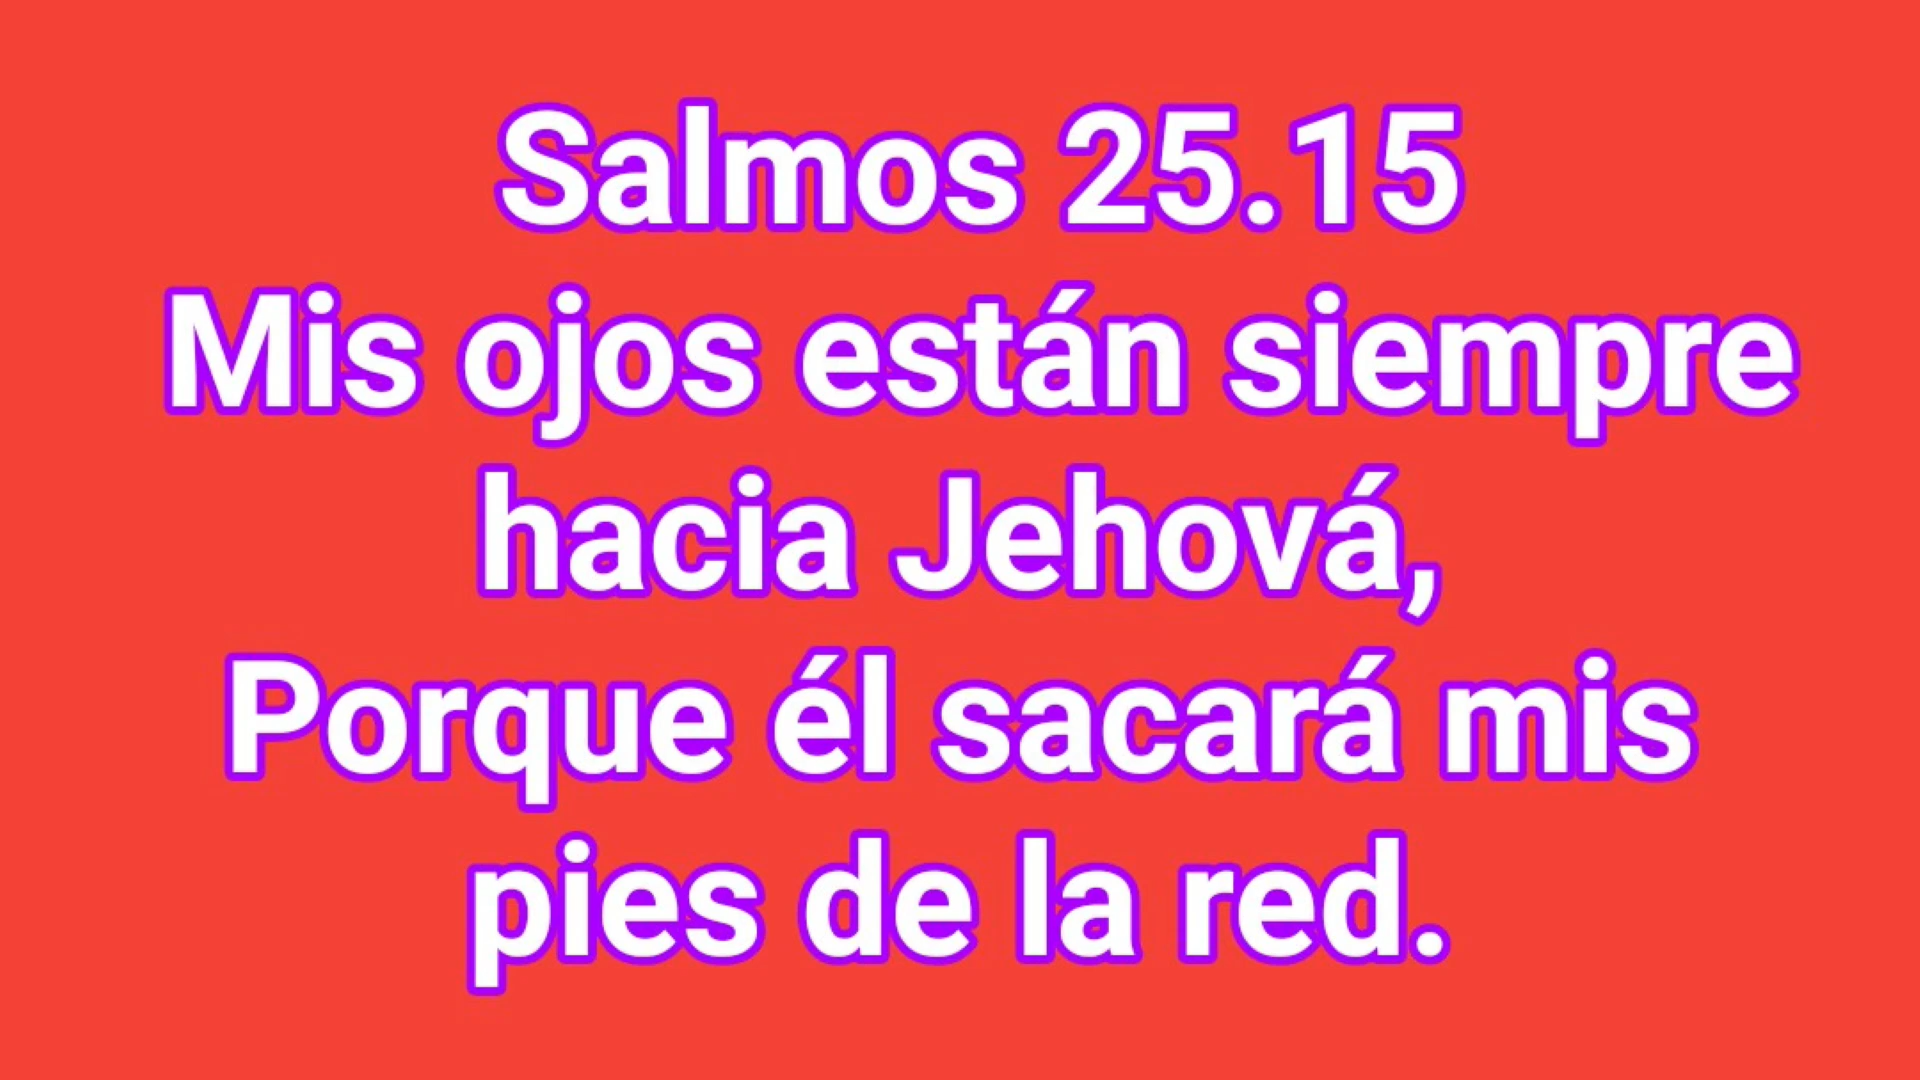 Salmos 25.15
Mis ojos están siempre
hacia Jehová,
Porque él sacará mis
pies de la red.